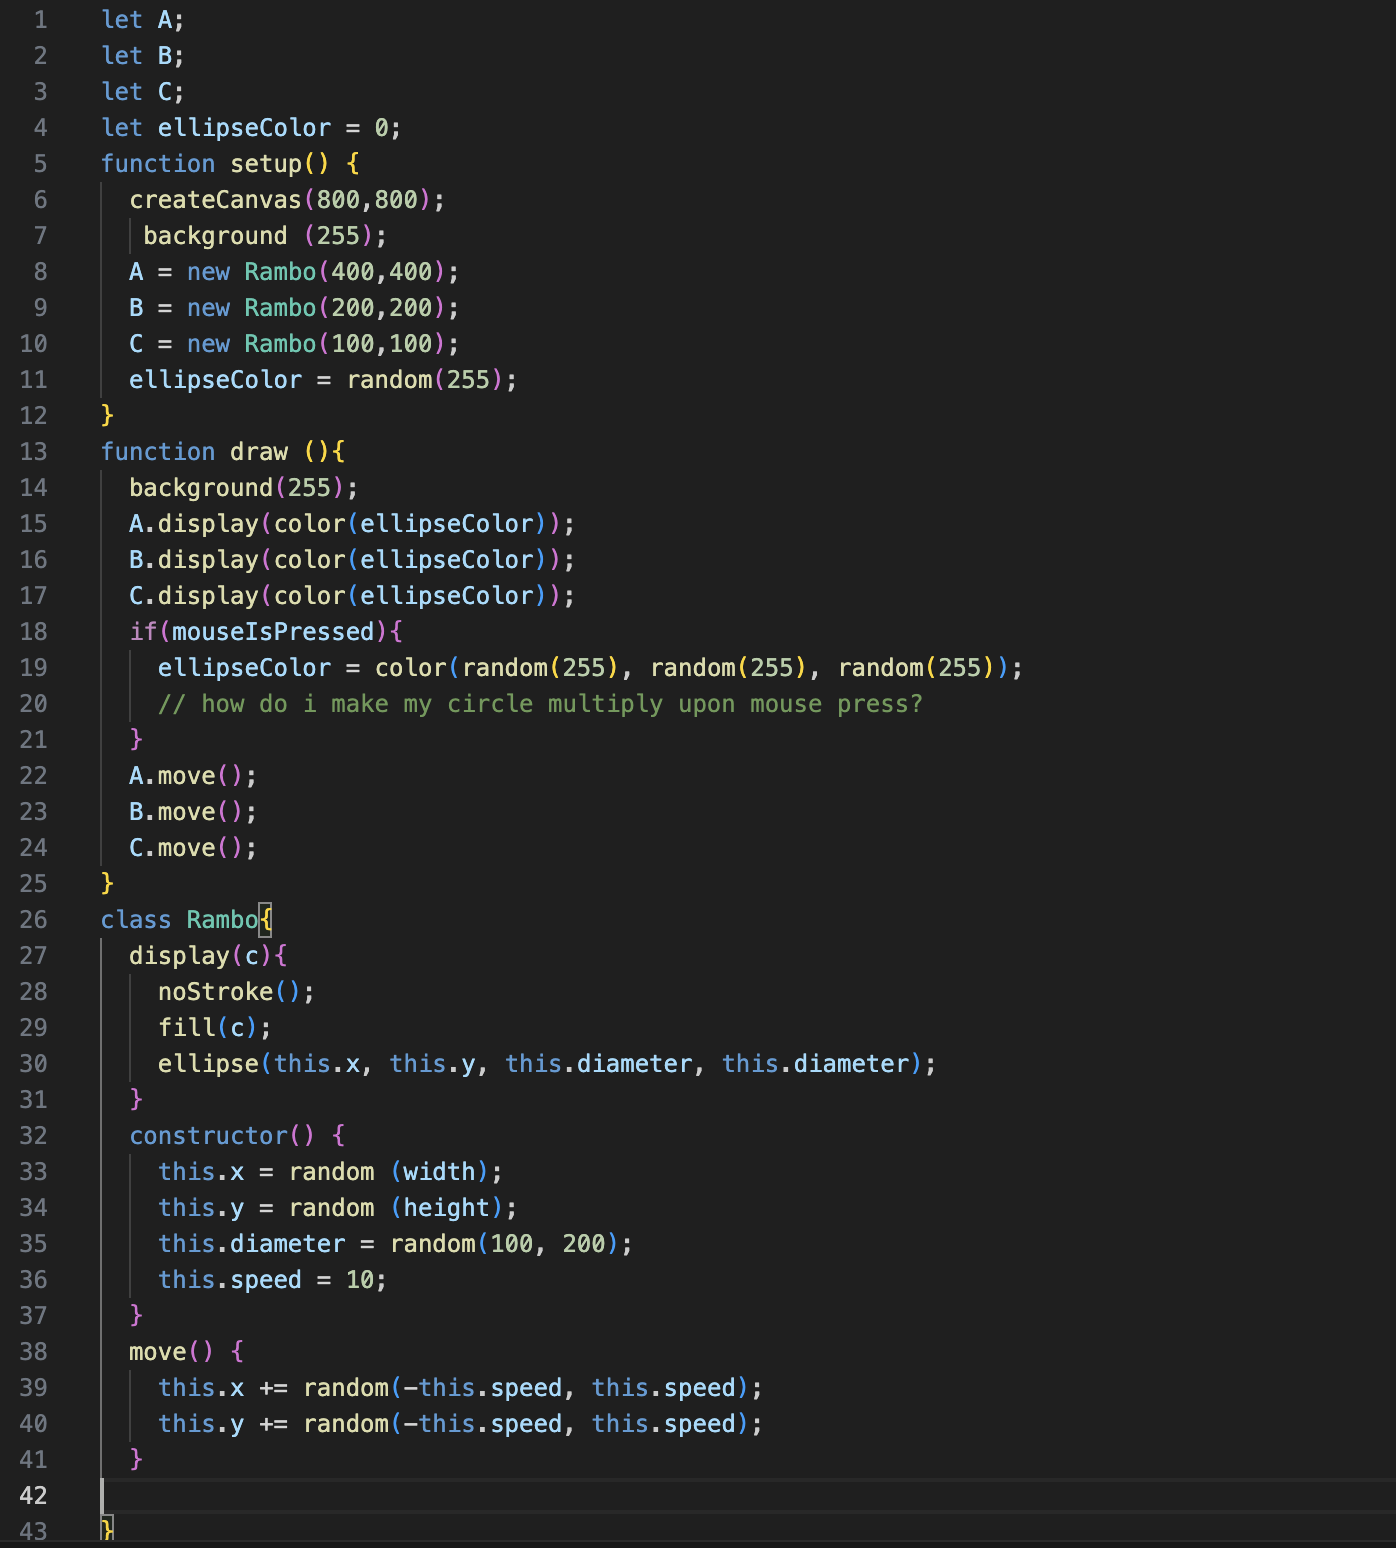 1 let A;
2 let B;
3 let C;
4 let ellipseColor = 0;
5 function setup() {
6   createCanvas(800,800);
7    background (255);
8   A = new Rambo(400,400);
9   B = new Rambo(200,200);
10   C = new Rambo(100,100);
11   ellipseColor = random(255);
12 }
13 function draw (){
14   background(255);
15   A.display(color(ellipseColor));
16   B.display(color(ellipseColor));
17   C.display(color(ellipseColor));
18   if(mouseIsPressed){
19     ellipseColor = color(random(255), random(255), random(255));
20     // how do i make my circle multiply upon mouse press?
21   }
22   A.move();
23   B.move();
24   C.move();
25 }
26 class Rambo{
27   display(c){
28     noStroke();
29     fill(c);
30     ellipse(this.x, this.y, this.diameter, this.diameter);
31   }
32   constructor() {
33     this.x = random (width);
34     this.y = random (height);
35     this.diameter = random(100, 200);
36     this.speed = 10;
37   }
38   move() {
39     this.x += random(-this.speed, this.speed);
40     this.y += random(-this.speed, this.speed);
41   }
42
43 }